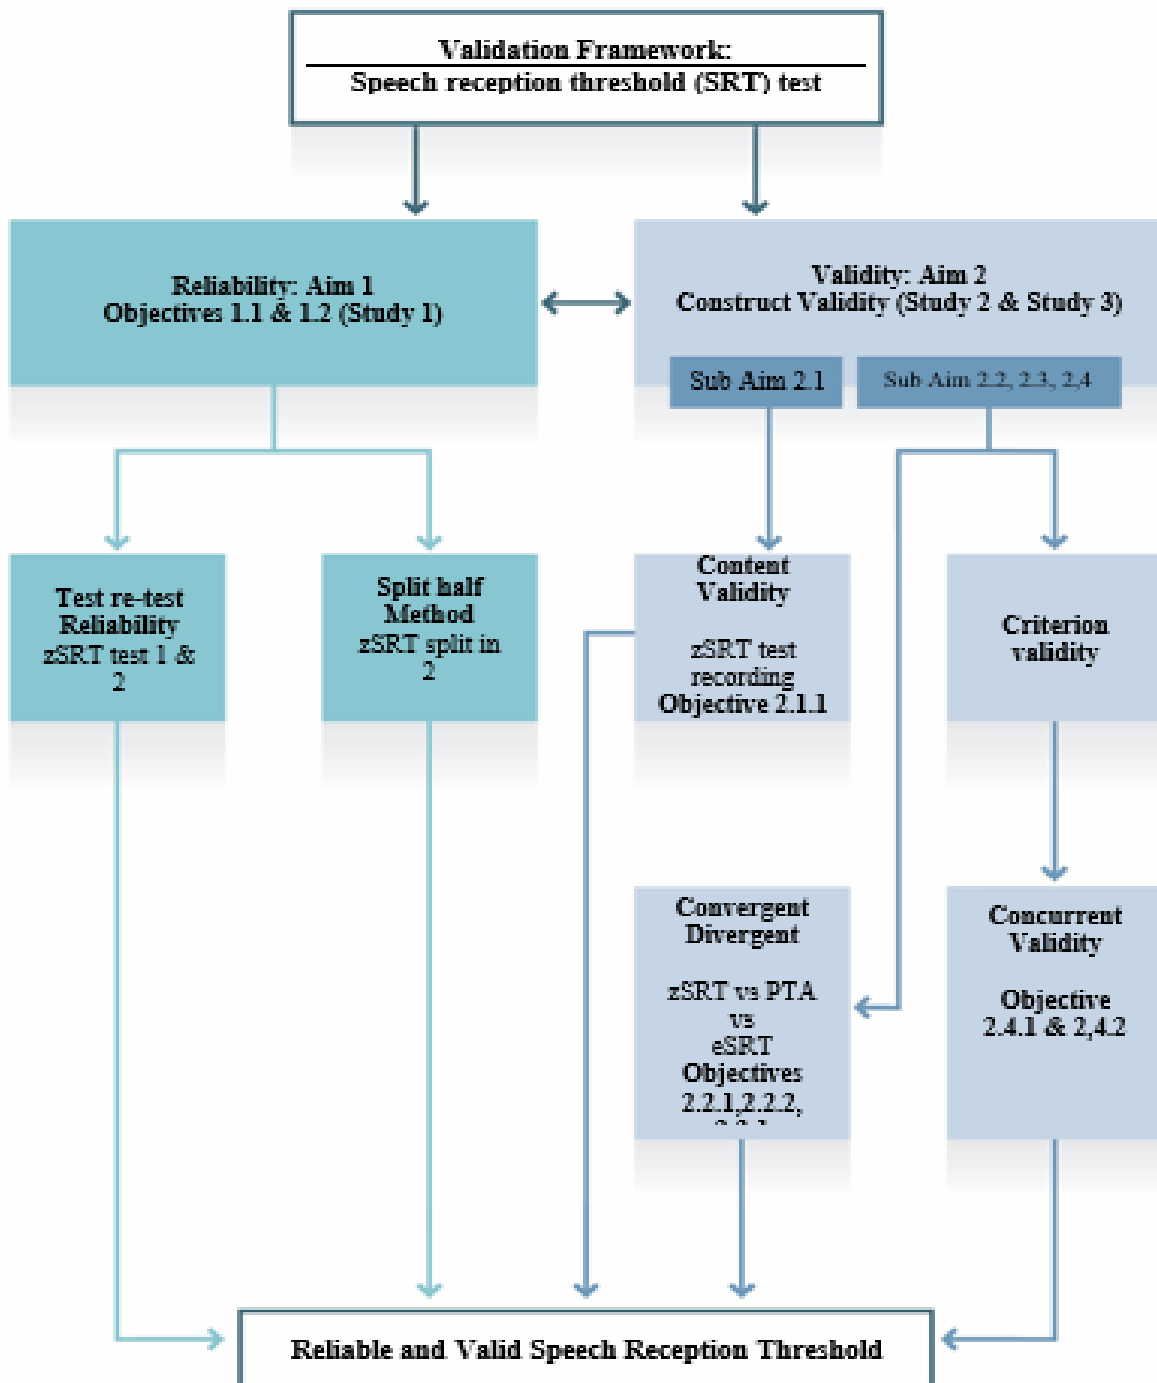 Validation Framework:
Speech reception threshold (SRT) test
Reliability: Aim 1
Objectives 1.1 & 1.2 (Study 1)
Validity: Aim 2
Construct Validity (Study 2 & Study 3)
Sub Aim 2.1
Sub Aim 2.2, 2.3, 2,4
Test re-test
Reliability
zSRT test 1 &
2
Split half
Method
zSRT split in
2
Content
Validity
zSRT test
recording
Objective 2.1.1
Criterion
validity
Convergent
Divergent
zSRT vs PTA
vs
eSRT
Objectives
2.2.1,2.2.2,
Concurrent
Validity
Objective
2.4.1 & 2,4.2
Reliable and Valid Speech Reception Threshold